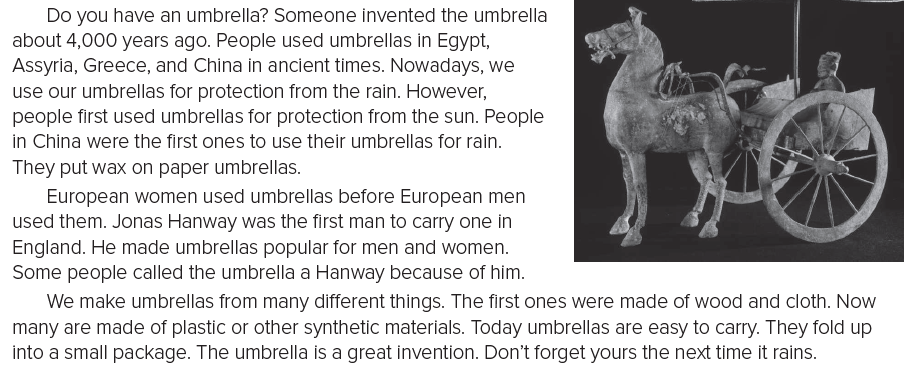 Do you have an umbrella? Someone invented the umbrella
about 4,000 years ago. People used umbrellas in Egypt,
Assyria, Greece, and China in ancient times. Nowadays, we
use our umbrellas for protection from the rain. However,
people first used umbrellas for protection from the sun. People
in China were the first ones to use their umbrellas for rain.
They put wax on paper umbrellas.
European women used umbrellas before European men
used them. Jonas Hanway was the first man to carry one in
England. He made umbrellas popular for men and women.
Some people called the umbrella a Hanway because of him.
We make umbrellas from many different things. The first ones were made of wood and cloth. Now
many are made of plastic or other synthetic materials. Today umbrellas are easy to carry. They fold up
into a small package. The umbrella is a great invention. Don’t forget yours the next time it rains.